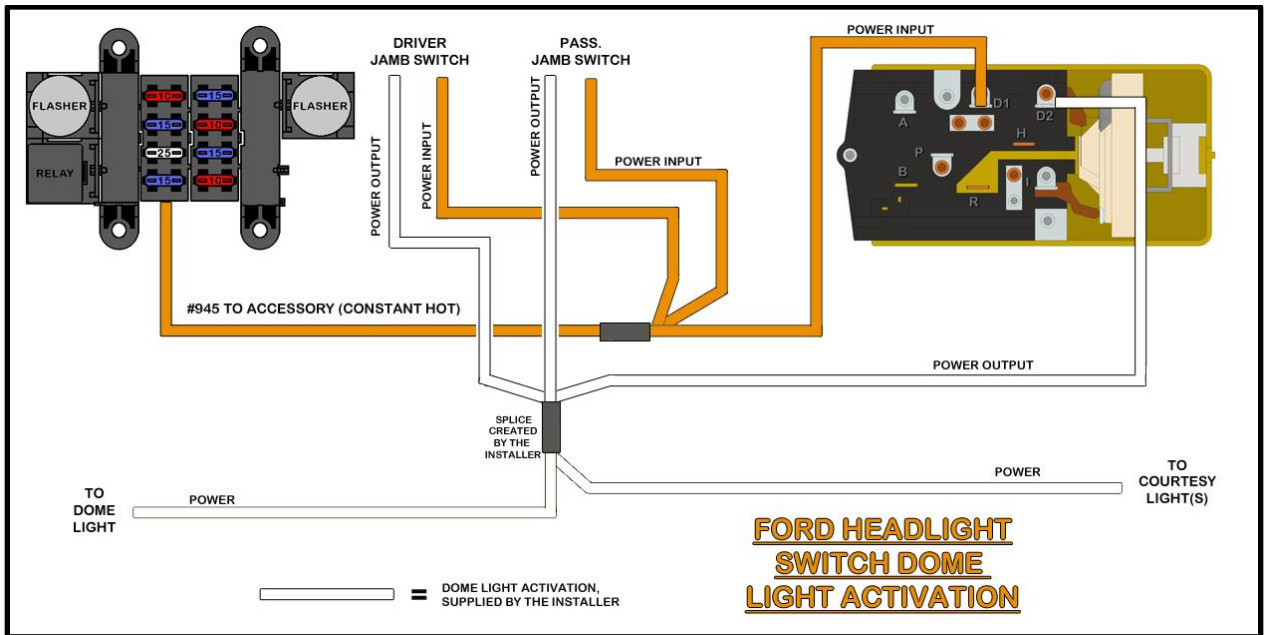 DRIVER
JAMB SWITCH
PASS.
JAMB SWITCH
POWER INPUT
FLASHER
10
15
FLASHER
15
10
25
15
RELAY
15
10
POWER OUTPUT
POWER INPUT
POWER OUTPUT
POWER INPUT
A
D1
D2
H
P
B
I
R
#945 TO ACCESSORY (CONSTANT HOT)
POWER OUTPUT
SPLICE
CREATED
BY THE
INSTALLER
TO
DOME
LIGHT
POWER
POWER
TO
COURTESY
LIGHT(S)
FORD HEADLIGHT
SWITCH DOME
LIGHT ACTIVATION
= DOME LIGHT ACTIVATION,
SUPPLIED BY THE INSTALLER